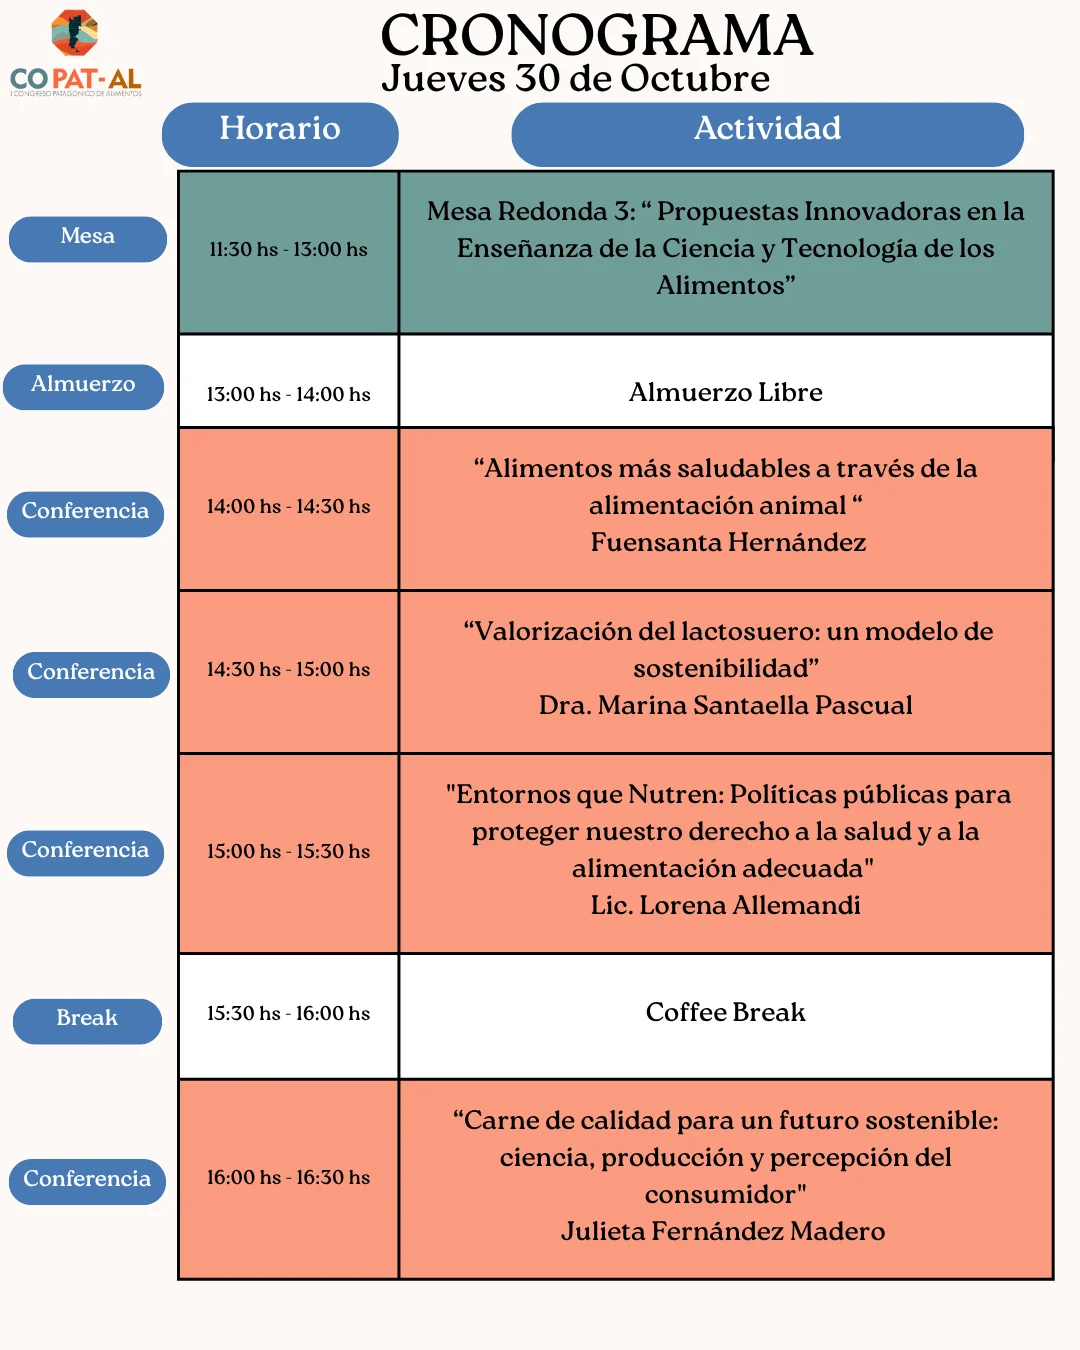 CO PAT-AL
I CONGRESO PATAGONICO DE ALIMENTOS
CRONOGRAMA
Jueves 30 de Octubre
Horario
Actividad
Mesa
11:30 hs - 13:00 hs
Mesa Redonda 3: “ Propuestas Innovadoras en la
Enseñanza de la Ciencia y Tecnología de los
Alimentos”
Almuerzo
13:00 hs - 14:00 hs
Almuerzo Libre
Conferencia
14:00 hs - 14:30 hs
“Alimentos más saludables a través de la
alimentación animal “
Fuensanta Hernández
Conferencia
14:30 hs - 15:00 hs
“Valorización del lactosuero: un modelo de
sostenibilidad”
Dra. Marina Santaella Pascual
Conferencia
15:00 hs - 15:30 hs
"Entornos que Nutren: Políticas públicas para
proteger nuestro derecho a la salud y a la
alimentación adecuada"
Lic. Lorena Allemandi
Break
15:30 hs - 16:00 hs
Coffee Break
Conferencia
16:00 hs - 16:30 hs
“Carne de calidad para un futuro sostenible:
ciencia, producción y percepción del
consumidor"
Julieta Fernández Madero